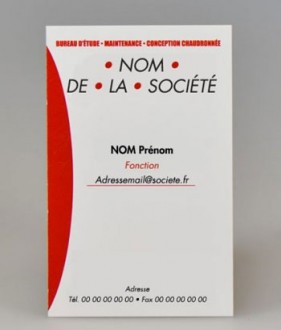 BUREAU D'ÉTUDE • MAINTENANCE • CONCEPTION CHAUDRONNÉE
• NOM •
DE • LA • SOCIÉTÉ
NOM Prénom
Fonction
Adressemail@societe.fr
Adresse
Tél. 00 00 00 00 00 • Fax 00 00 00 00 00